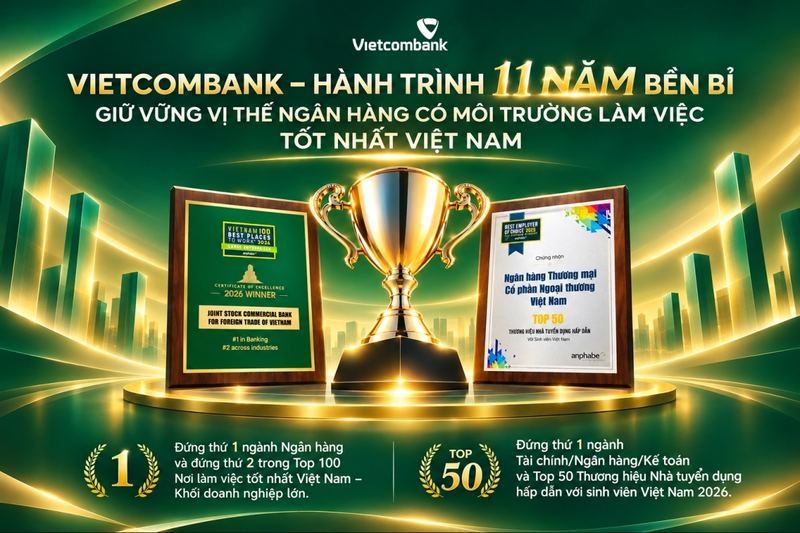 Vietcombank
VIETCOMBANK – HÀNH TRÌNH 11 NĂM BỀN BỈ
GIỮ VỮNG VỊ THẾ NGÂN HÀNG CÓ MÔI TRƯỜNG LÀM VIỆC
TỐT NHẤT VIỆT NAM
VIETNAM 100
BEST PLACES
TO WORK® 2026
LARGE ENTERPRISES
anphabe
CERTIFICATE OF EXCELLENCE
2026 WINNER
JOINT STOCK COMMERCIAL BANK
FOR FOREIGN TRADE OF VIETNAM
#1 in Banking
#2 across industries
BEST EMPLOYER
OF CHOICE
anphabe
Chứng nhận
Ngân hàng Thương mại
Cổ phần Ngoại thương
Việt Nam
TOP 50
THƯƠNG HIỆU NHÀ TUYỂN DỤNG HẤP DẪN
Với Sinh viên Việt Nam
anphabe
1
Đứng thứ 1 ngành Ngân hàng
và đứng thứ 2 trong Top 100
Nơi làm việc tốt nhất Việt Nam –
Khối doanh nghiệp lớn.
TOP
50
Đứng thứ 1 ngành
Tài chính/Ngân hàng/Kế toán
và Top 50 Thương hiệu Nhà tuyển dụng
hấp dẫn với sinh viên Việt Nam 2026.